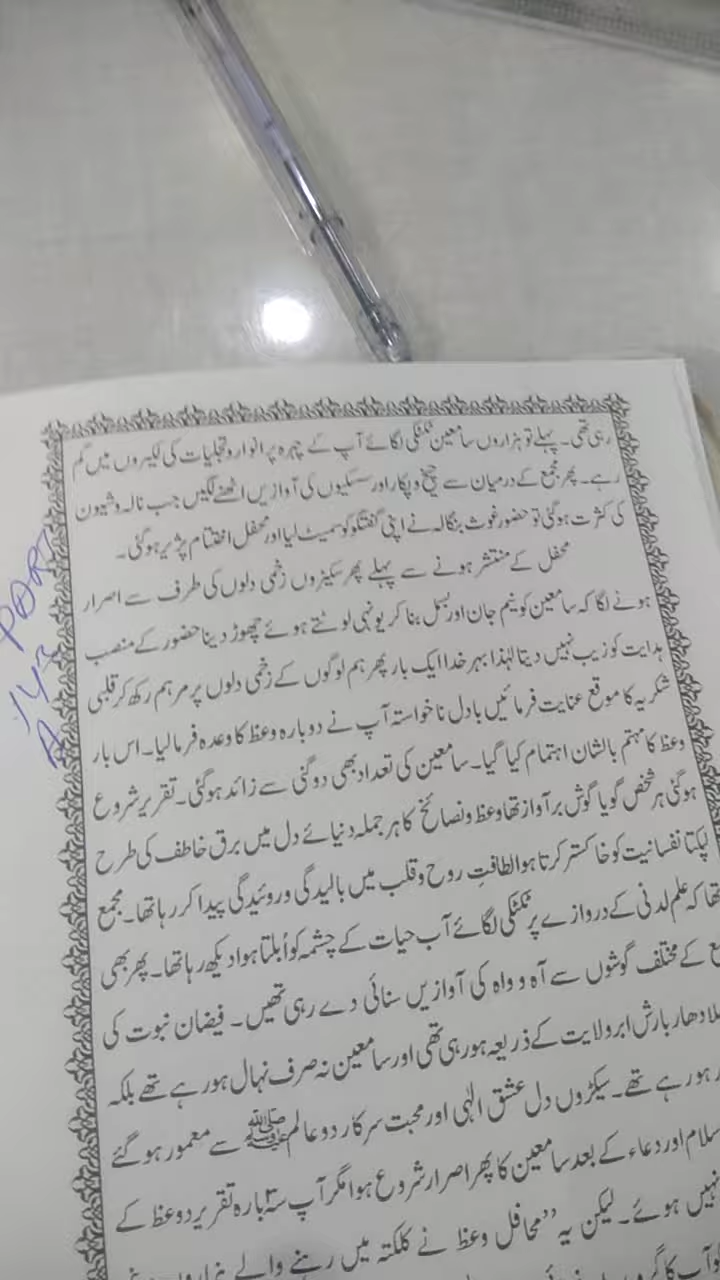 رہی تھی۔ پہلے تو ہزاروں سامعین ٹکٹکی لگائے آپ کے چہرہ پر انوار و تجلیات کی لکیروں میں گم
رہے۔ پھر مجمع کے درمیان سے چیخ و پکار اور سسکیوں کی آوازیں اٹھنے لگیں جب نالہ و شیون
کی کثرت ہوگئی تو حضور غوث بنگالہ نے اپنی گفتگو کو سمیٹ لیا اور محفل اختتام پژیر ہوگئی۔
محفل کے منتشر ہونے سے پہلے پھر سیکڑوں زخمی دلوں کی طرف سے اصرار
ہونے لگا کہ سامعین کو نیم جان اور بسمل بنا کر یونہی لوٹتے ہوئے چھوڑ دینا حضور کے منصب
ہدایت کو زیب نہیں دیتا لہٰذا بہر خدا ایک بار پھر ہم لوگوں کے زخمی دلوں پر مرہم رکھ کر قلبی
شکریہ کا موقع عنایت فرمائیں بادل ناخواستہ آپ نے دوبارہ وعظ کا وعدہ فرمالیا۔ اس بار
وعظ کا مہتم بالشان اہتمام کیا گیا۔ سامعین کی تعداد بھی دوگنی سے زائد ہوگئی۔ تقریر شروع
ہوگئی ہر شخص گویا گوش بر آواز تھا وعظ و نصائح کا ہر جملہ دنیائے دل میں برق خاطف کی طرح
لپکتا نفسانیت کو خاکستر کرتا ہوا لطافتِ روح و قلب میں بالیدگی و روئیدگی پیدا کر رہا تھا۔ مجمع
تھا کہ علم لدنی کے دروازے پر ٹکٹکی لگائے آب حیات کے چشمہ کو اُبلتا ہوا دیکھ رہا تھا۔ پھر بھی
کے مختلف گوشوں سے آہ و واہ کی آوازیں سنائی دے رہی تھیں۔ فیضان نبوت کی
بارش ابر ولایت کے ذریعہ ہورہی تھی اور سامعین نہ صرف نہال ہورہے تھے بلکہ
ہورہے تھے۔ سیکڑوں دل عشق الٰہی اور محبت سرکار دوعالم ﷺ سے معمور ہوگئے
سلام اور دعاء کے بعد سامعین کا پھر اصرار شروع ہوا مگر آپ سہ بارہ تقریر و وعظ کے
نہیں ہوئے۔ لیکن یہ ”محافل وعظ نے کلکتہ میں رہنے والے